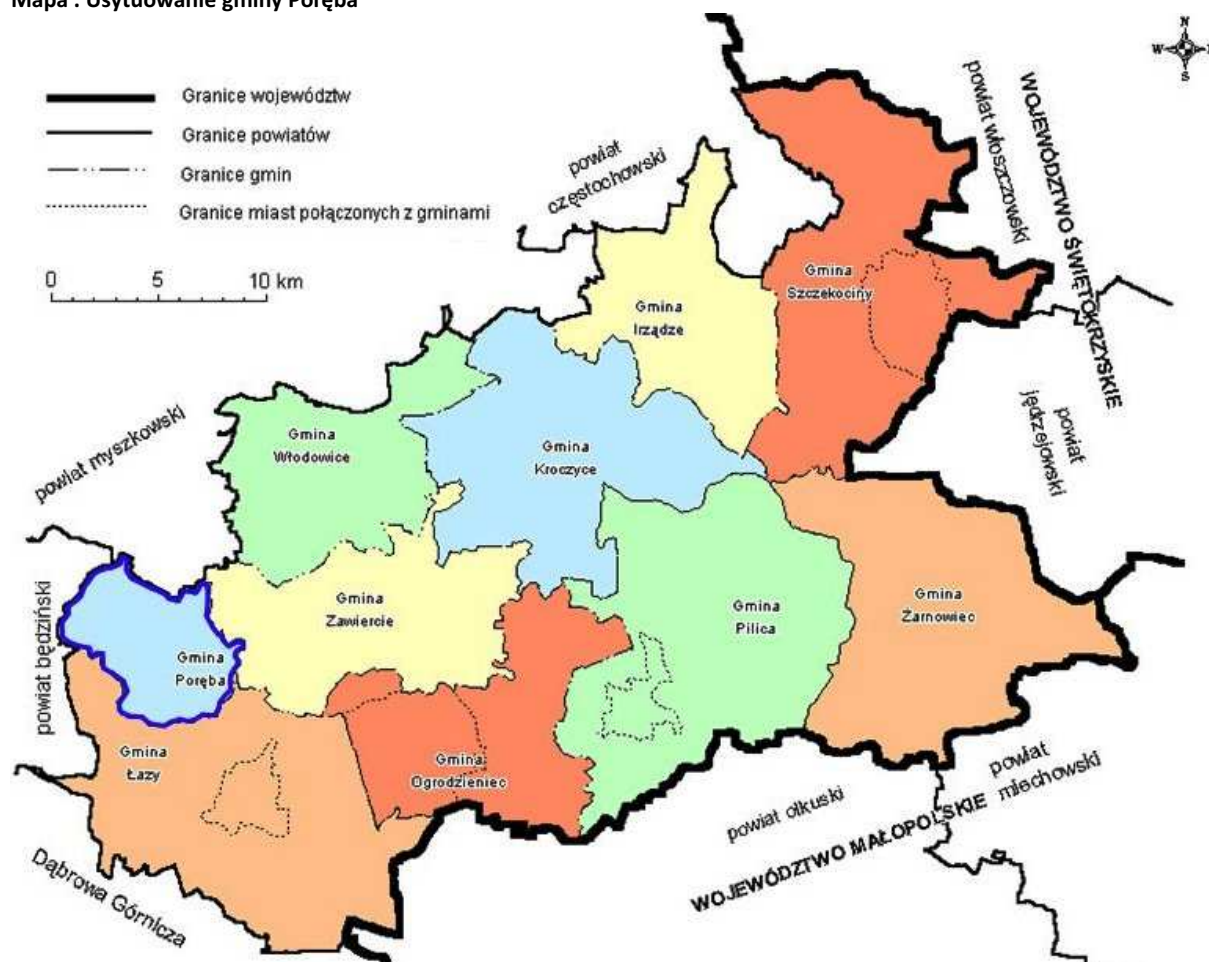 Mapa : Usytuowanie gminy Poręba
N
W
S
Granice województw
Granice powiatów
Granice gmin
Granice miast połączonych z gminami
0 5 10 km
powiat
częstochowski
powiat włoszczowski
WOJEWÓDZTWO ŚWIĘTOKRZYSKIE
Gmina
Szczekociny
Gmina
Irządze
powiat
jędrzejowski
powiat myszkowski
Gmina
Włodowice
Gmina
Kroczyce
powiat będziński
Gmina
Zawiercie
Gmina
Pilica
Gmina
Żarnowiec
Gmina
Poręba
Gmina
Łazy
Gmina
Ogrodzieniec
powiat
miechowski
powiat olkuski
WOJEWÓDZTWO MAŁOPOLSKIE
Dąbrowa Górnicza